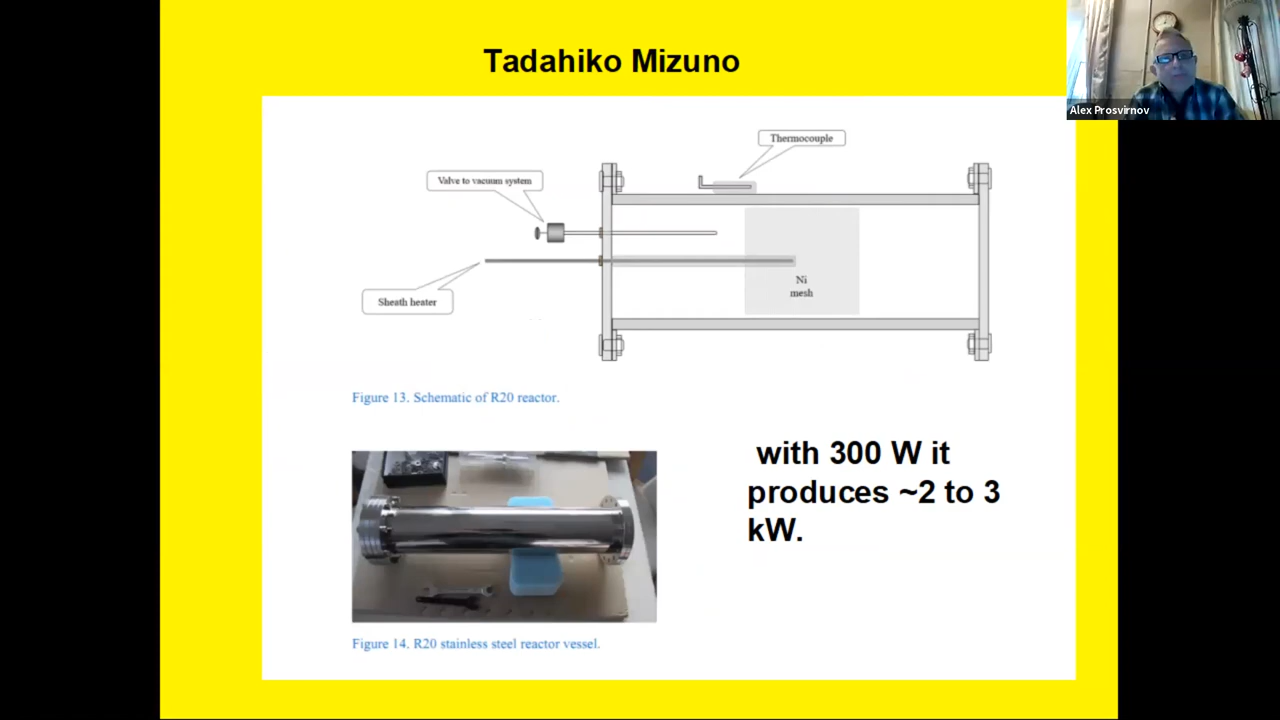 Tadahiko Mizuno
Alex Prosvirnov
Thermocouple
Valve to vacuum system
Sheath heater
Ni
mesh
Figure 13. Schematic of R20 reactor.
with 300 W it
produces ~2 to 3
kW.
Figure 14. R20 stainless steel reactor vessel.